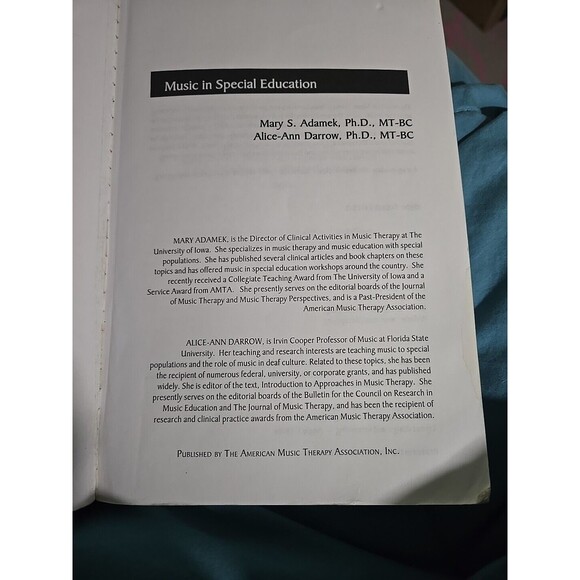 Music in Special Education
Mary S. Adamek, Ph.D., MT-BC
Alice-Ann Darrow, Ph.D., MT-BC
MARY ADAMEK, is the Director of Clinical Activities in Music Therapy at The
University of Iowa. She specializes in music therapy and music education with special
populations. She has published several clinical articles and book chapters on these
topics and has offered music in special education workshops around the country. She
recently received a Collegiate Teaching Award from The University of Iowa and a
Service Award from AMTA. She presently serves on the editorial boards of the Journal
of Music Therapy and Music Therapy Perspectives, and is a Past-President of the
American Music Therapy Association.
ALICE-ANN DARROW, is Irvin Cooper Professor of Music at Florida State
University. Her teaching and research interests are teaching music to special
populations and the role of music in deaf culture. Related to these topics, she has been
the recipient of numerous federal, university, or corporate grants, and has published
widely. She is editor of the text, Introduction to Approaches in Music Therapy. She
presently serves on the editorial boards of the Bulletin for the Council on Research in
Music Education and The Journal of Music Therapy, and has been the recipient of
research and clinical practice awards from the American Music Therapy Association.
PUBLISHED BY THE AMERICAN MUSIC THERAPY ASSOCIATION, INC.